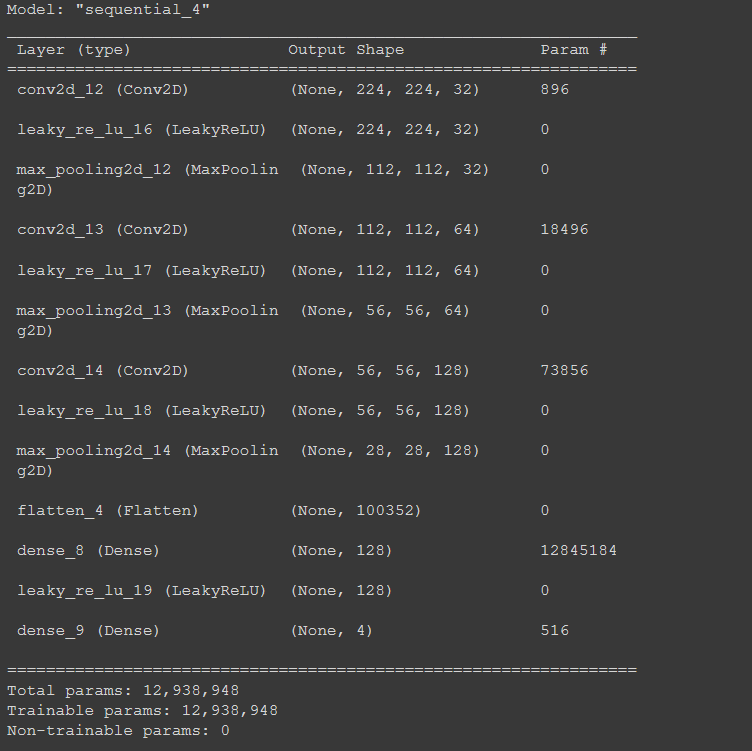 Model: "sequential_4"
_________________________________________________________________
Layer (type) Output Shape Param #
=================================================================
conv2d_12 (Conv2D) (None, 224, 224, 32) 896
leaky_re_lu_16 (LeakyReLU) (None, 224, 224, 32) 0
max_pooling2d_12 (MaxPoolin (None, 112, 112, 32) 0
g2D)
conv2d_13 (Conv2D) (None, 112, 112, 64) 18496
leaky_re_lu_17 (LeakyReLU) (None, 112, 112, 64) 0
max_pooling2d_13 (MaxPoolin (None, 56, 56, 64) 0
g2D)
conv2d_14 (Conv2D) (None, 56, 56, 128) 73856
leaky_re_lu_18 (LeakyReLU) (None, 56, 56, 128) 0
max_pooling2d_14 (MaxPoolin (None, 28, 28, 128) 0
g2D)
flatten_4 (Flatten) (None, 100352) 0
dense_8 (Dense) (None, 128) 12845184
leaky_re_lu_19 (LeakyReLU) (None, 128) 0
dense_9 (Dense) (None, 4) 516
=================================================================
Total params: 12,938,948
Trainable params: 12,938,948
Non-trainable params: 0